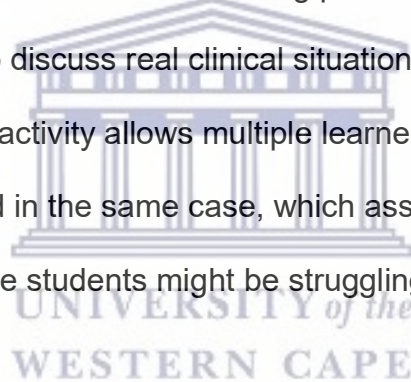 discuss real clinical situation
activity allows multiple learne
in the same case, which ass
e students might be struggling
UNIVERSITY of the
WESTERN CAPE